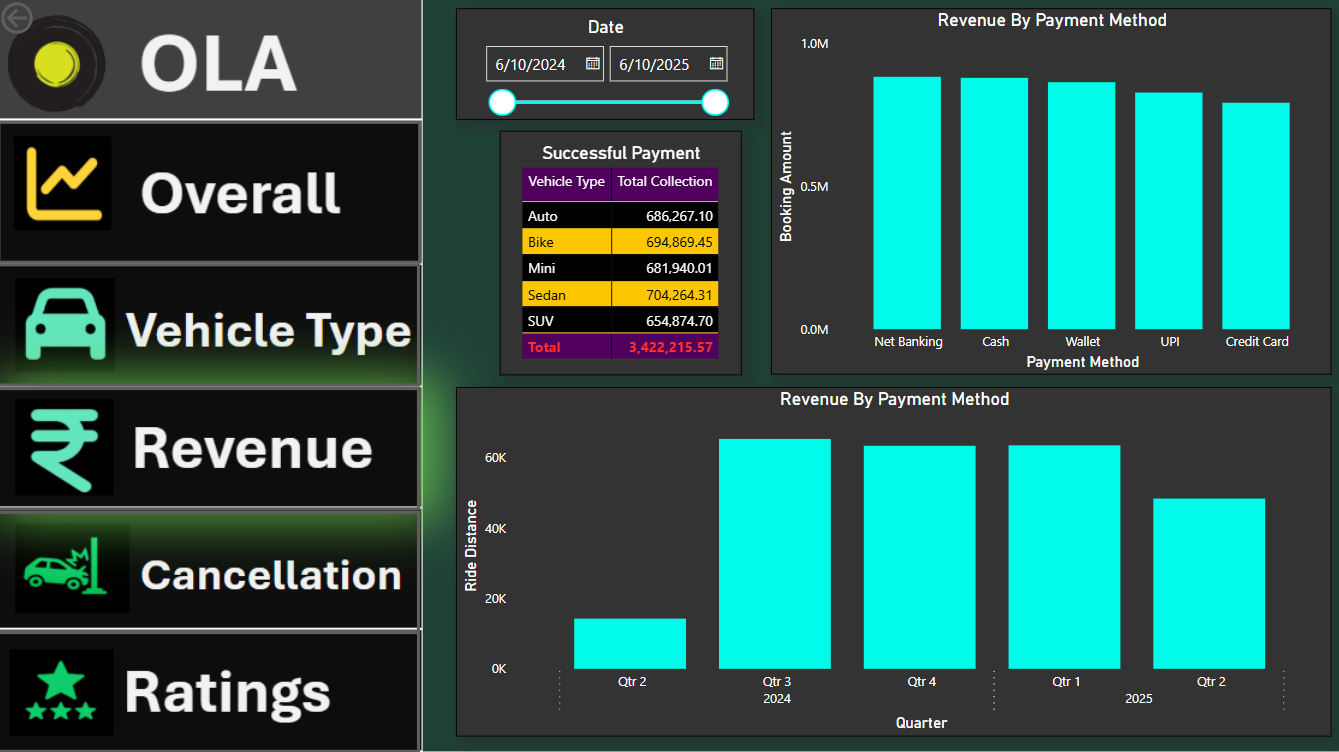 OLA
Overall
Vehicle Type
Revenue
Cancellation
Ratings
Date
6/10/2024 6/10/2025
Successful Payment
Vehicle Type Total Collection
Auto 686,267.10
Bike 694,869.45
Mini 681,940.01
Sedan 704,264.31
SUV 654,874.70
Total 3,422,215.57
Revenue By Payment Method
Booking Amount
1.0M
0.5M
0.0M
Net Banking Cash Wallet UPI Credit Card
Payment Method
Revenue By Payment Method
Ride Distance
60K
40K
20K
0K
Qtr 2 Qtr 3 Qtr 4 Qtr 1 Qtr 2
2024 2025
Quarter